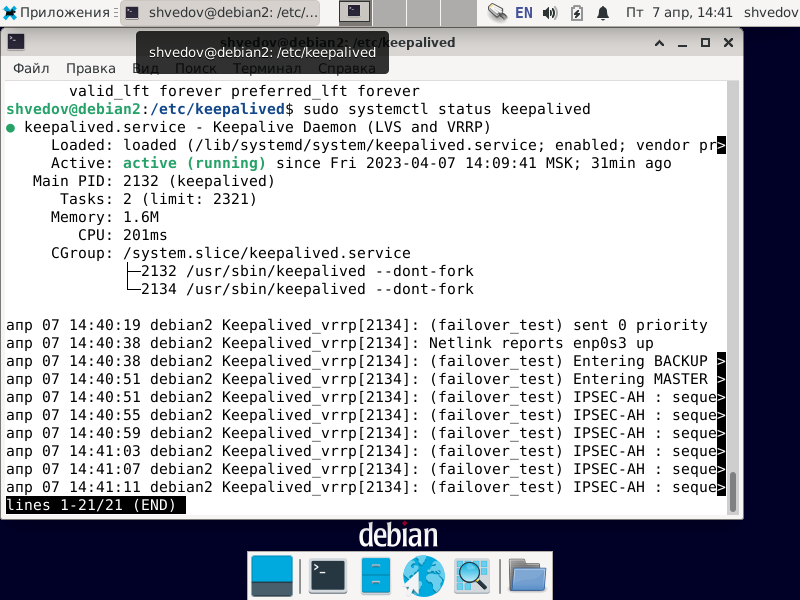 Приложения
shvedov@debian2: /etc/...
EN
Пт 7 апр, 14:41
shvedov
shvedov@debian2: /etc/keepalived
shvedov@debian2: /etc/keepalived
Файл Правка Вид Поиск Терминал Справка
valid_lft forever preferred_lft forever
shvedov@debian2:/etc/keepalived$ sudo systemctl status keepalived
● keepalived.service - Keepalive Daemon (LVS and VRRP)
Loaded: loaded (/lib/systemd/system/keepalived.service; enabled; vendor pr>
Active: active (running) since Fri 2023-04-07 14:09:41 MSK; 31min ago
Main PID: 2132 (keepalived)
Tasks: 2 (limit: 2321)
Memory: 1.6M
CPU: 201ms
CGroup: /system.slice/keepalived.service
├─2132 /usr/sbin/keepalived --dont-fork
└─2134 /usr/sbin/keepalived --dont-fork
апр 07 14:40:19 debian2 Keepalived_vrrp[2134]: (failover_test) sent 0 priority
апр 07 14:40:38 debian2 Keepalived_vrrp[2134]: Netlink reports enp0s3 up
апр 07 14:40:38 debian2 Keepalived_vrrp[2134]: (failover_test) Entering BACKUP >
апр 07 14:40:51 debian2 Keepalived_vrrp[2134]: (failover_test) Entering MASTER >
апр 07 14:40:51 debian2 Keepalived_vrrp[2134]: (failover_test) IPSEC-AH : seque>
апр 07 14:40:55 debian2 Keepalived_vrrp[2134]: (failover_test) IPSEC-AH : seque>
апр 07 14:40:59 debian2 Keepalived_vrrp[2134]: (failover_test) IPSEC-AH : seque>
апр 07 14:41:03 debian2 Keepalived_vrrp[2134]: (failover_test) IPSEC-AH : seque>
апр 07 14:41:07 debian2 Keepalived_vrrp[2134]: (failover_test) IPSEC-AH : seque>
апр 07 14:41:11 debian2 Keepalived_vrrp[2134]: (failover_test) IPSEC-AH : seque>
lines 1-21/21 (END)
debian